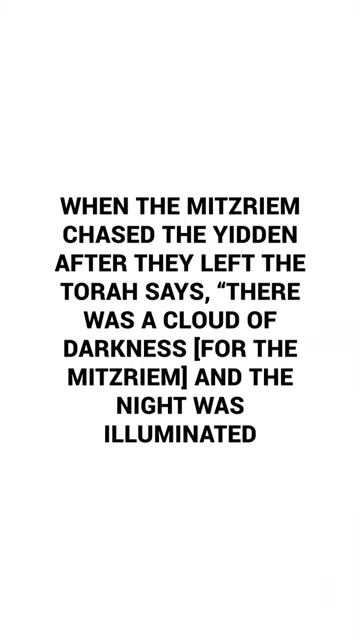 WHEN THE MITZRIEM
CHASED THE YIDDEN
AFTER THEY LEFT THE
TORAH SAYS, “THERE
WAS A CLOUD OF
DARKNESS [FOR THE
MITZRIEM] AND THE
NIGHT WAS
ILLUMINATED